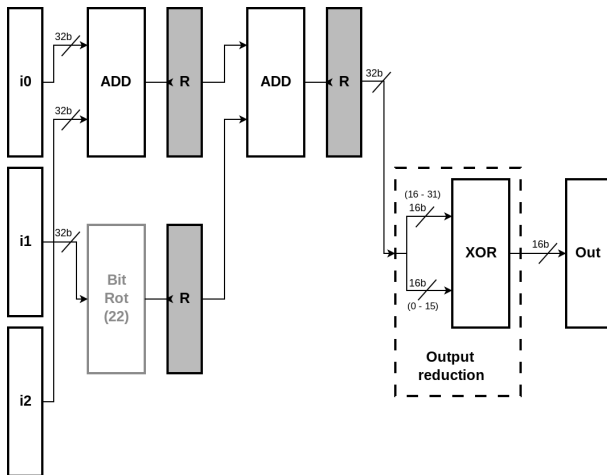 i0
32b
32b
ADD
R
ADD
R
32b
i1
32b
Bit
Rot
(22)
R
(16 - 31)
16b
16b
(0 - 15)
XOR
16b
Out
Output
reduction
i2